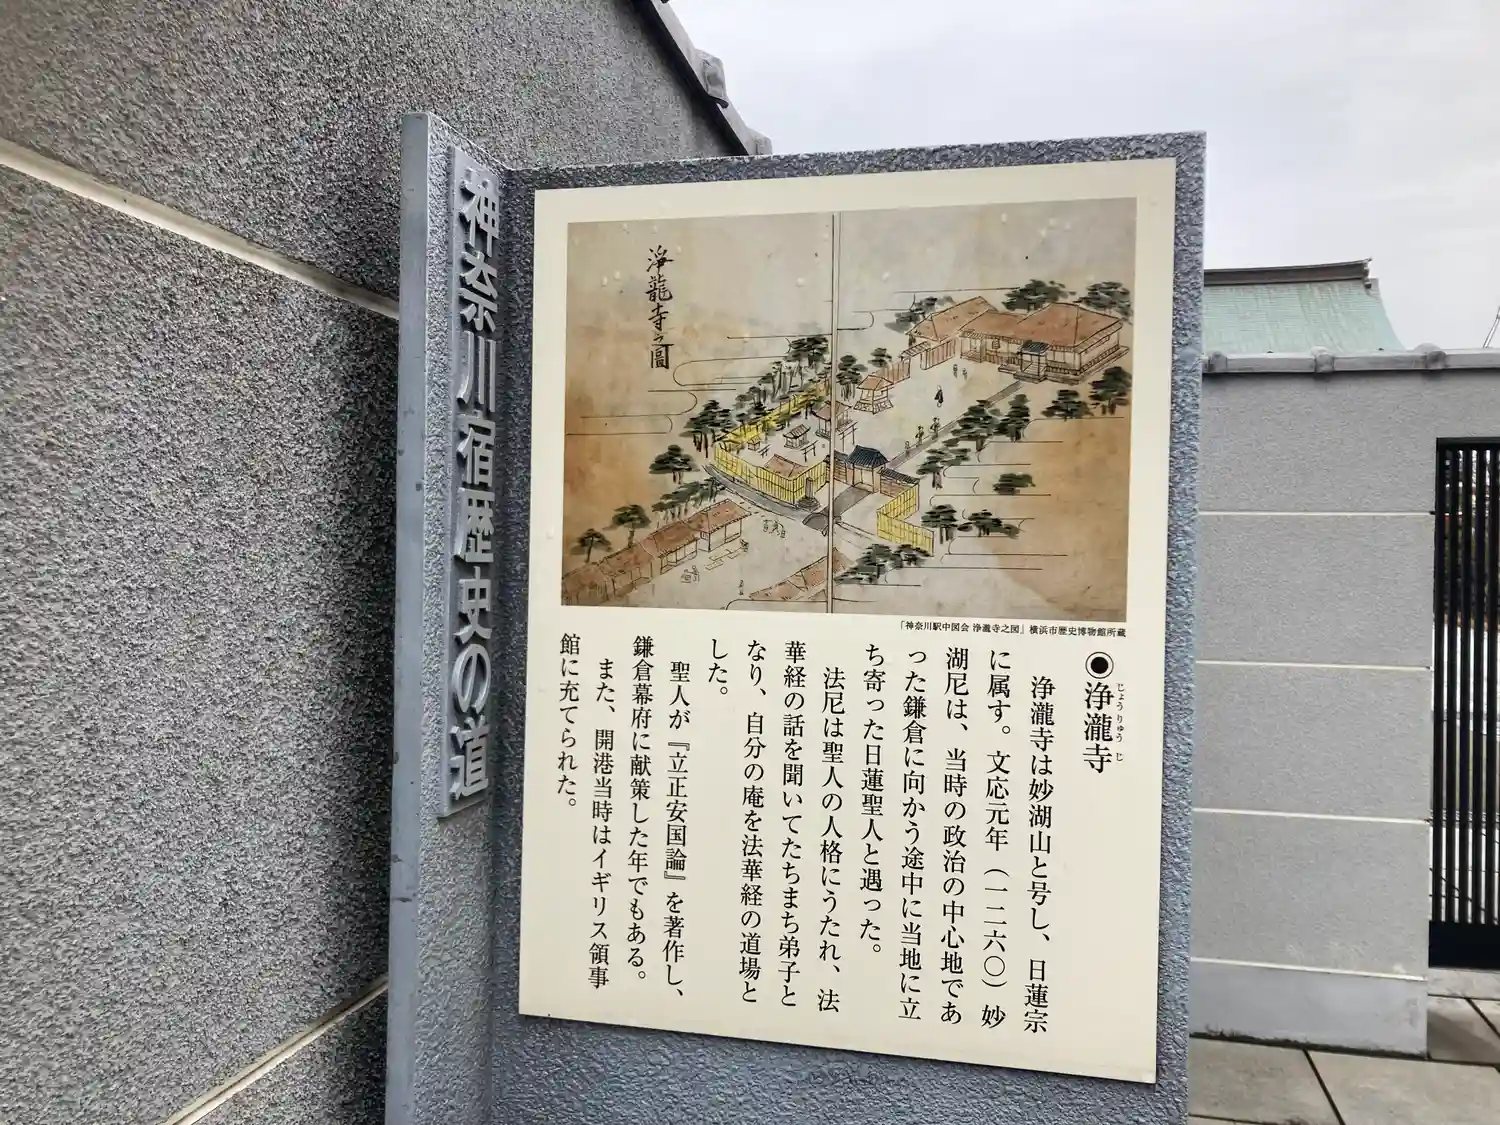 神奈川宿歴史の道
淨龍寺之圖
「神奈川駅中図会 浄瀧寺之図」横浜市歴史博物館所蔵
◉浄瀧寺
じょうりゅうじ
浄瀧寺は妙湖山と号し、日蓮宗
に属す。文応元年（一二六〇）妙
湖尼は、当時の政治の中心地であ
った鎌倉に向かう途中に当地に立
ち寄った日蓮聖人と遇った。
法尼は聖人の人格にうたれ、法
華経の話を聞いてたちまち弟子と
なり、自分の庵を法華経の道場と
した。
聖人が『立正安国論』を著作し、
鎌倉幕府に献策した年でもある。
また、開港当時はイギリス領事
館に充てられた。